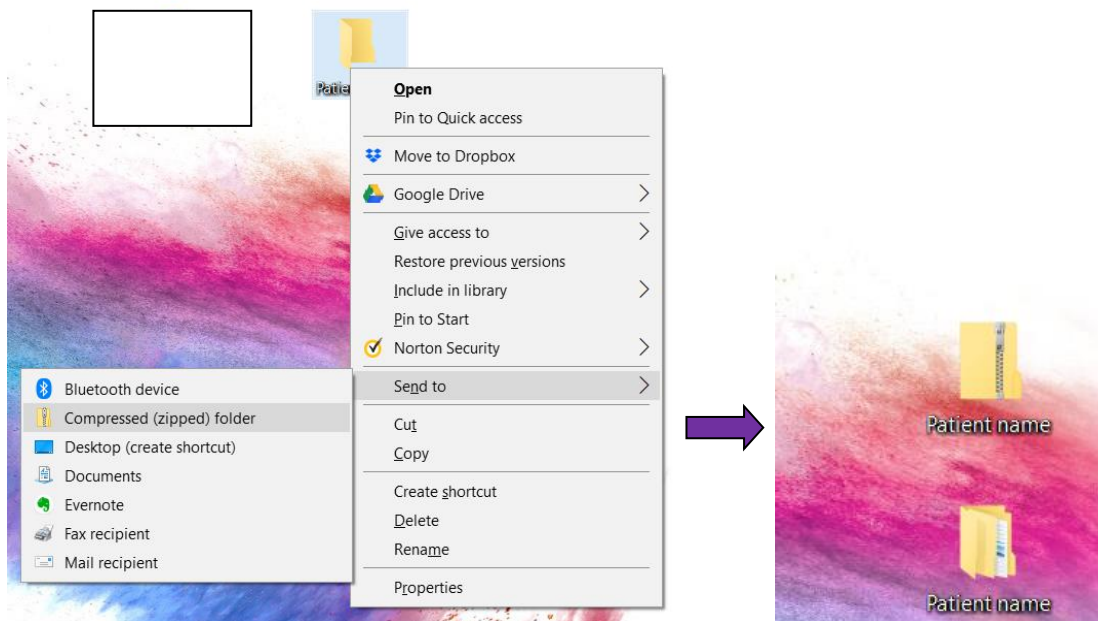 Patie
Open
Pin to Quick access
Move to Dropbox
Google Drive
Give access to
Restore previous versions
Include in library
Pin to Start
Norton Security
Send to
Cut
Copy
Create shortcut
Delete
Rename
Properties
Bluetooth device
Compressed (zipped) folder
Desktop (create shortcut)
Documents
Evernote
Fax recipient
Mail recipient
Patient name
Patient name